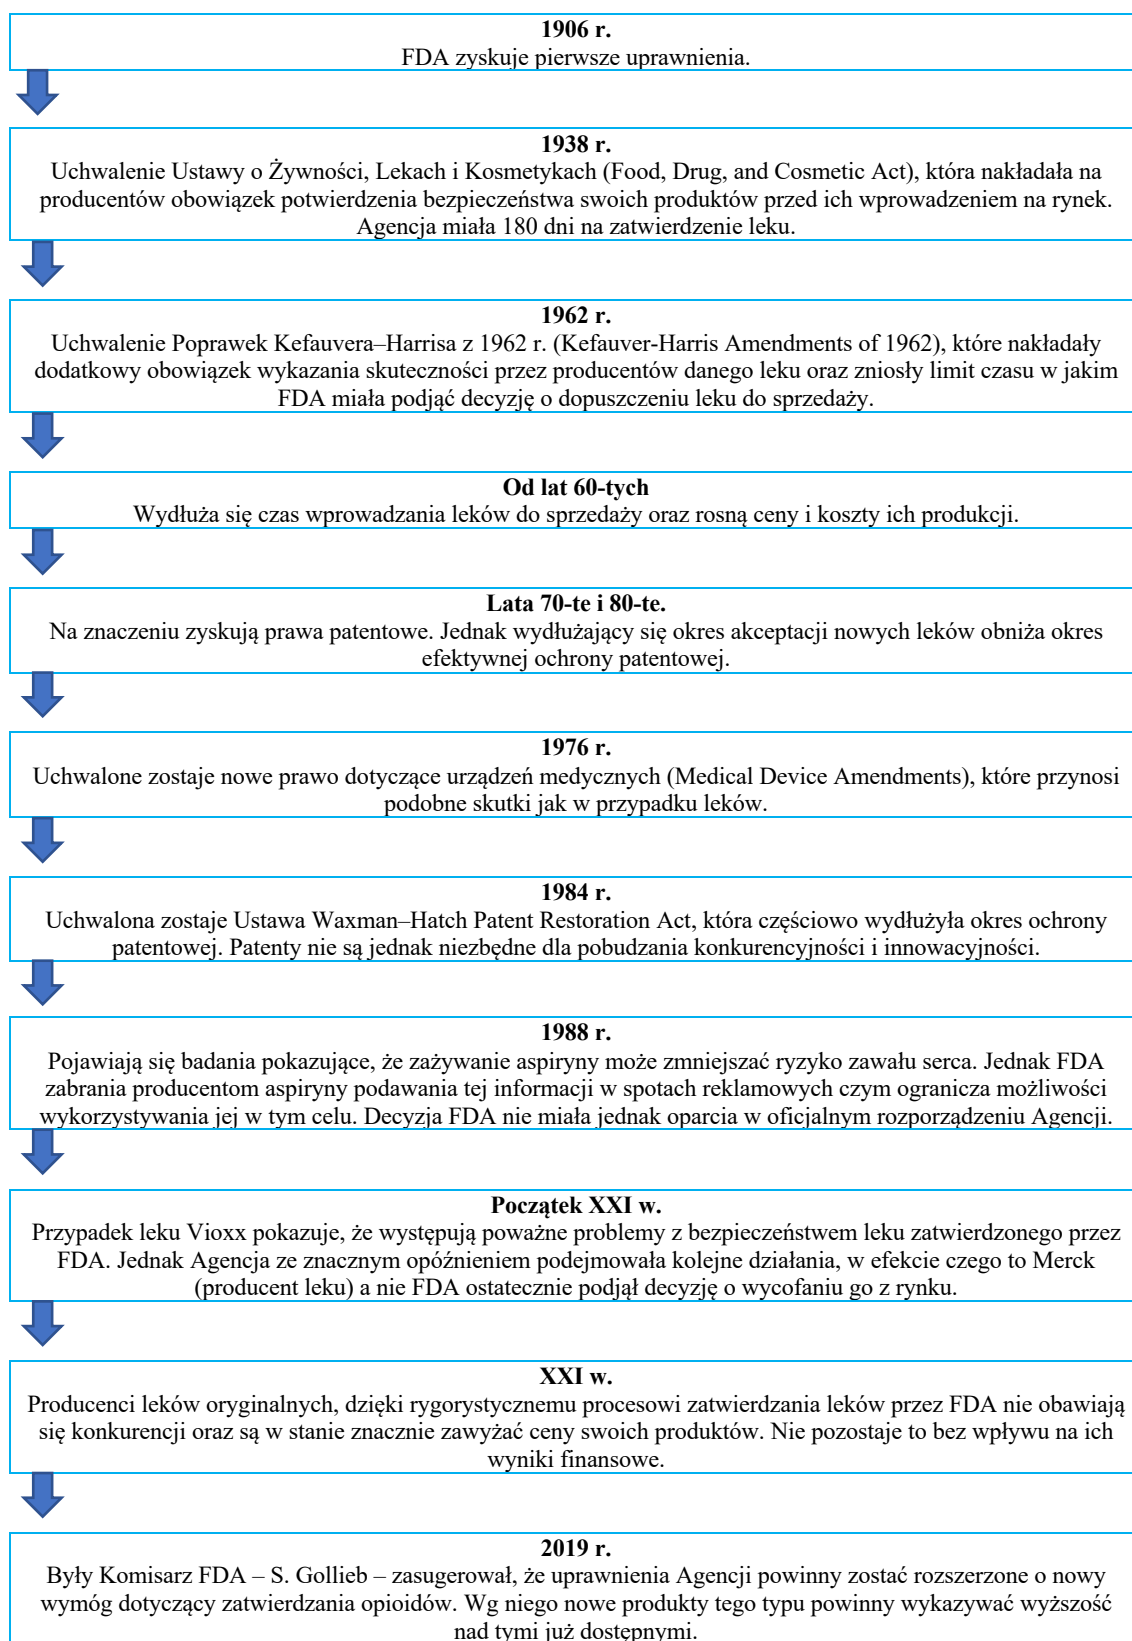 1906 r.
FDA zyskuje pierwsze uprawnienia.
1938 r.
Uchwalenie Ustawy o Żywności, Lekach i Kosmetykach (Food, Drug, and Cosmetic Act), która nakładała na
producentów obowiązek potwierdzenia bezpieczeństwa swoich produktów przed ich wprowadzeniem na rynek.
Agencja miała 180 dni na zatwierdzenie leku.
1962 r.
Uchwalenie Poprawek Kefauvera–Harrisa z 1962 r. (Kefauver-Harris Amendments of 1962), które nakładały
dodatkowy obowiązek wykazania skuteczności przez producentów danego leku oraz zniosły limit czasu w jakim
FDA miała podjąć decyzję o dopuszczeniu leku do sprzedaży.
Od lat 60-tych
Wydłuża się czas wprowadzania leków do sprzedaży oraz rosną ceny i koszty ich produkcji.
Lata 70-te i 80-te.
Na znaczeniu zyskują prawa patentowe. Jednak wydłużający się okres akceptacji nowych leków obniża okres
efektywnej ochrony patentowej.
1976 r.
Uchwalone zostaje nowe prawo dotyczące urządzeń medycznych (Medical Device Amendments), które przynosi
podobne skutki jak w przypadku leków.
1984 r.
Uchwalona zostaje Ustawa Waxman–Hatch Patent Restoration Act, która częściowo wydłużyła okres ochrony
patentowej. Patenty nie są jednak niezbędne dla pobudzania konkurencyjności i innowacyjności.
1988 r.
Pojawiają się badania pokazujące, że zażywanie aspiryny może zmniejszać ryzyko zawału serca. Jednak FDA
zabrania producentom aspiryny podawania tej informacji w spotach reklamowych czym ogranicza możliwości
wykorzystywania jej w tym celu. Decyzja FDA nie miała jednak oparcia w oficjalnym rozporządzeniu Agencji.
Początek XXI w.
Przypadek leku Vioxx pokazuje, że występują poważne problemy z bezpieczeństwem leku zatwierdzonego przez
FDA. Jednak Agencja ze znacznym opóźnieniem podejmowała kolejne działania, w efekcie czego to Merck
(producent leku) a nie FDA ostatecznie podjął decyzję o wycofaniu go z rynku.
XXI w.
Producenci leków oryginalnych, dzięki rygorystycznemu procesowi zatwierdzania leków przez FDA nie obawiają
się konkurencji oraz są w stanie znacznie zawyżać ceny swoich produktów. Nie pozostaje to bez wpływu na ich
wyniki finansowe.
2019 r.
Były Komisarz FDA – S. Gollieb – zasugerował, że uprawnienia Agencji powinny zostać rozszerzone o nowy
wymóg dotyczący zatwierdzania opioidów. Wg niego nowe produkty tego typu powinny wykazywać wyższość
nad tymi już dostępnymi.